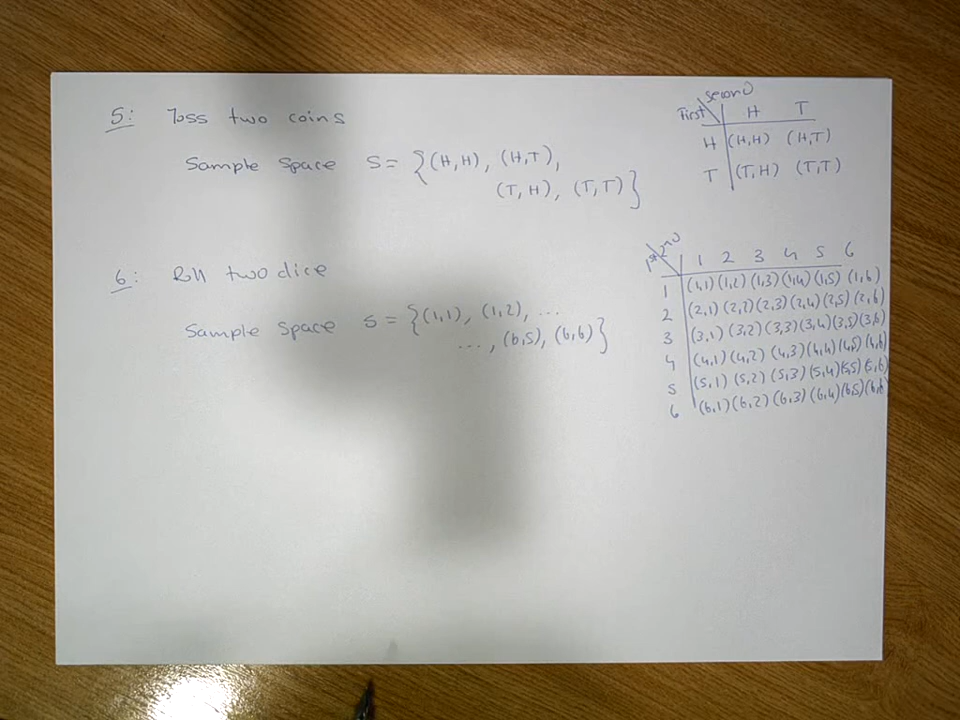 5: Toss two coins
Sample Space S = {(H,H), (H,T),
(T,H), (T,T)}
Second
First H T
H (H,H) (H,T)
T (T,H) (T,T)
6: Roll two dice
Sample Space S = {(1,1), (1,2), ...
..., (6,5), (6,6)}
2nd
1st 1 2 3 4 5 6
1 (1,1) (1,2) (1,3) (1,4) (1,5) (1,6)
2 (2,1) (2,2) (2,3) (2,4) (2,5) (2,6)
3 (3,1) (3,2) (3,3) (3,4) (3,5) (3,6)
4 (4,1) (4,2) (4,3) (4,4) (4,5) (4,6)
5 (5,1) (5,2) (5,3) (5,4) (5,5) (5,6)
6 (6,1) (6,2) (6,3) (6,4) (6,5) (6,6)